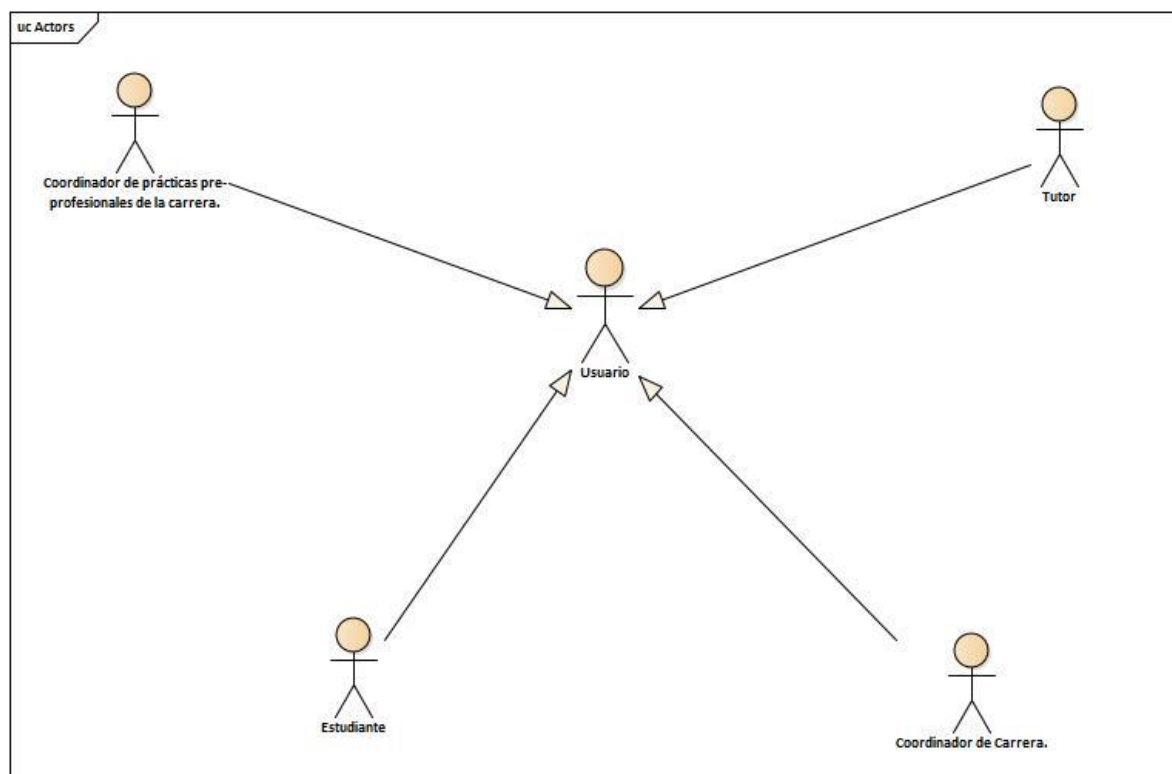 uc Actors
Coordinador de prácticas pre-
profesionales de la carrera.
Tutor
Usuario
Estudiante
Coordinador de Carrera.